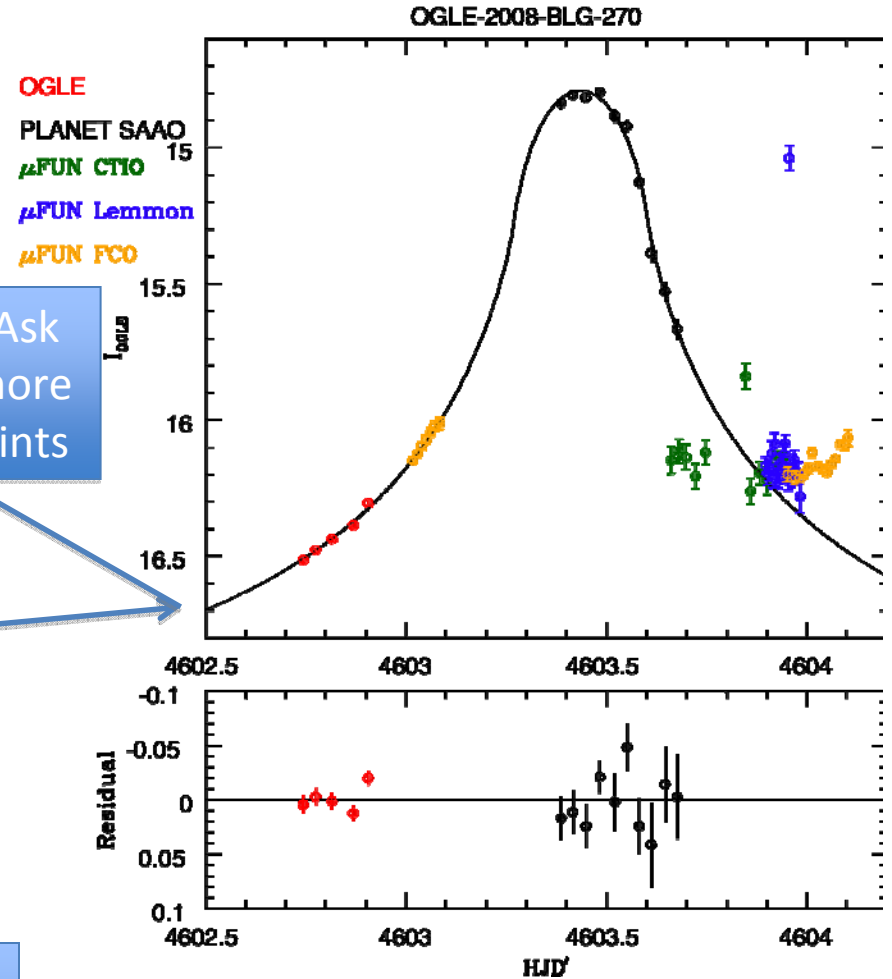 OGLE-2008-BLG-270
OGLE
PLANET SAAO
μFUN CTIO
μFUN Lemmon
μFUN FCO
Ask
more
ints
I_OGLE
15
15.5
16
16.5
4602.5 4603 4603.5 4604
Residual
-0.1
-0.05
0
0.05
0.1
4602.5 4603 4603.5 4604
HJD'